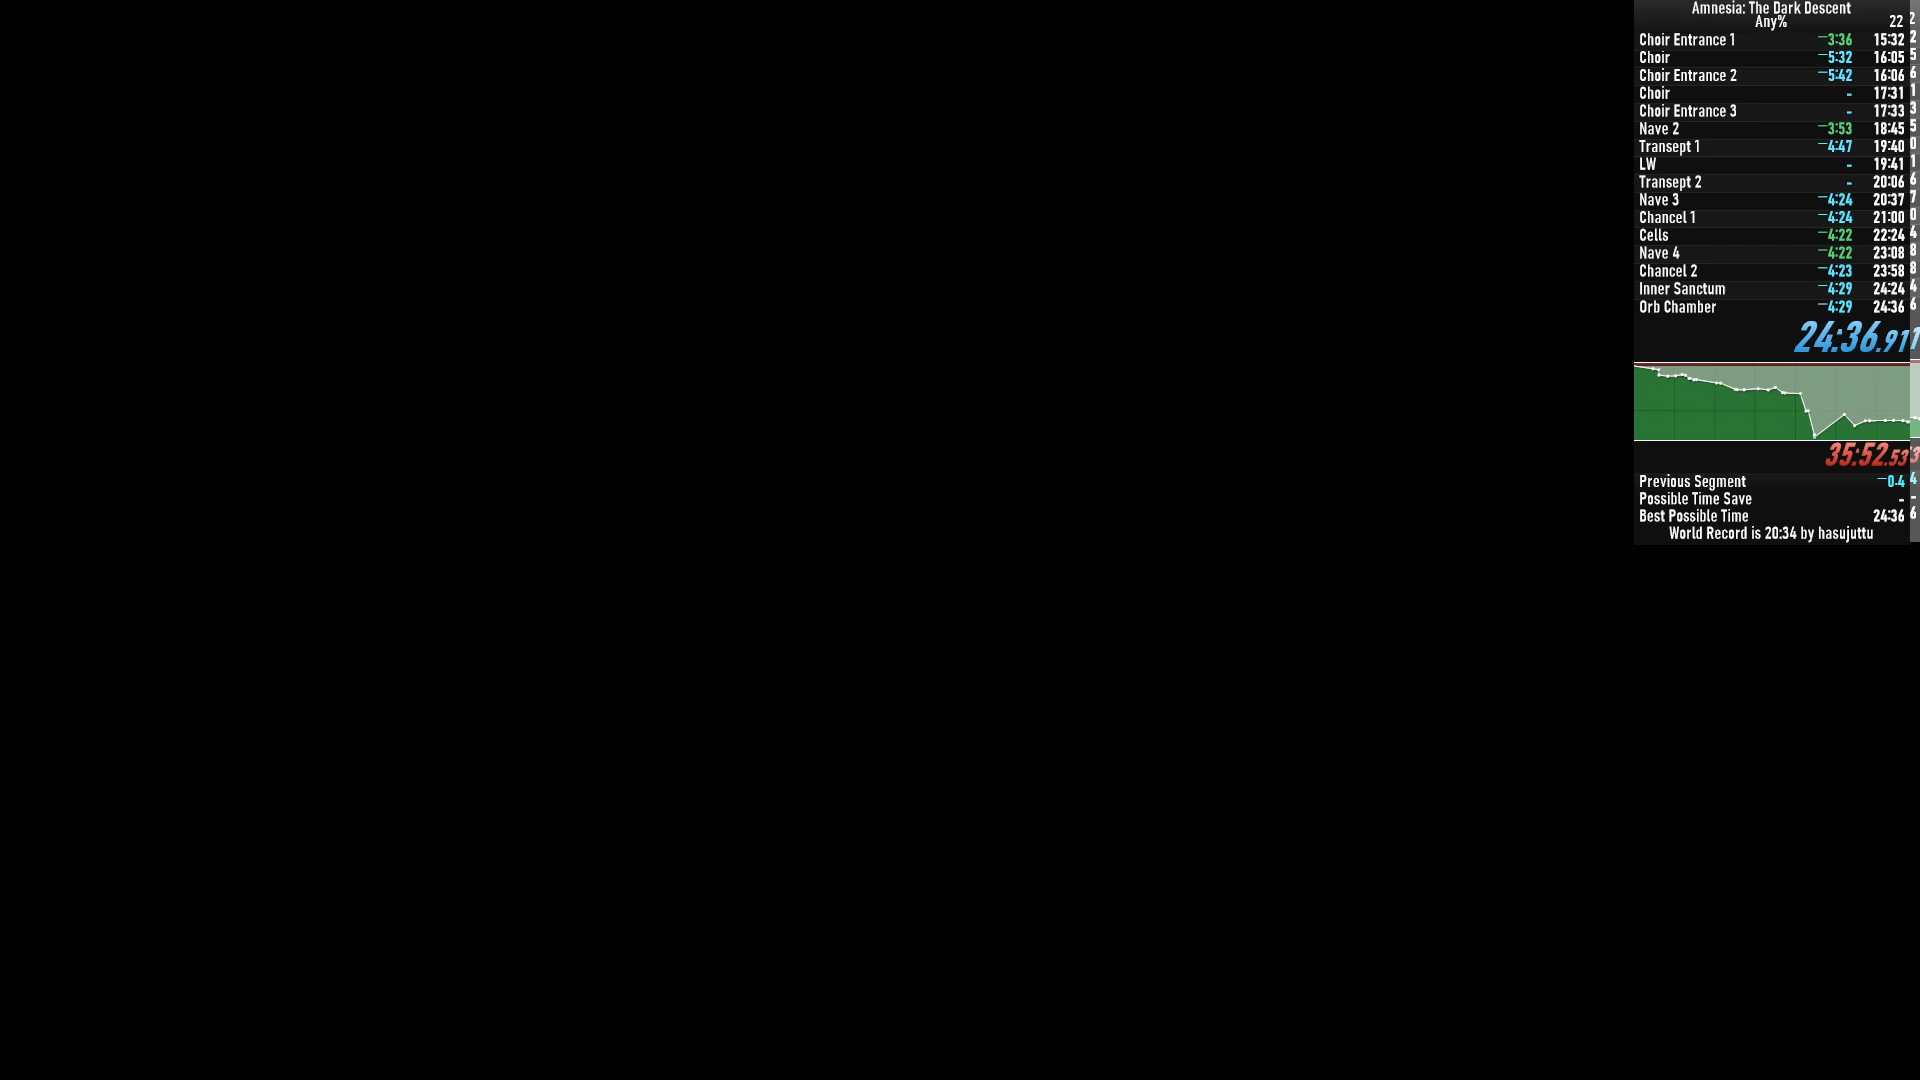 Amnesia: The Dark Descent
Any% 22
Choir Entrance 1 −3:36 15:32
Choir −5:32 16:05
Choir Entrance 2 −5:42 16:06
Choir - 17:31
Choir Entrance 3 - 17:33
Nave 2 −3:53 18:45
Transept 1 −4:47 19:40
LW - 19:41
Transept 2 - 20:06
Nave 3 −4:24 20:37
Chancel 1 −4:24 21:00
Cells −4:22 22:24
Nave 4 −4:22 23:08
Chancel 2 −4:23 23:58
Inner Sanctum −4:29 24:24
Orb Chamber −4:29 24:36
24:36.91
35:52.53
Previous Segment −0.4
Possible Time Save -
Best Possible Time 24:36
World Record is 20:34 by hasujuttu